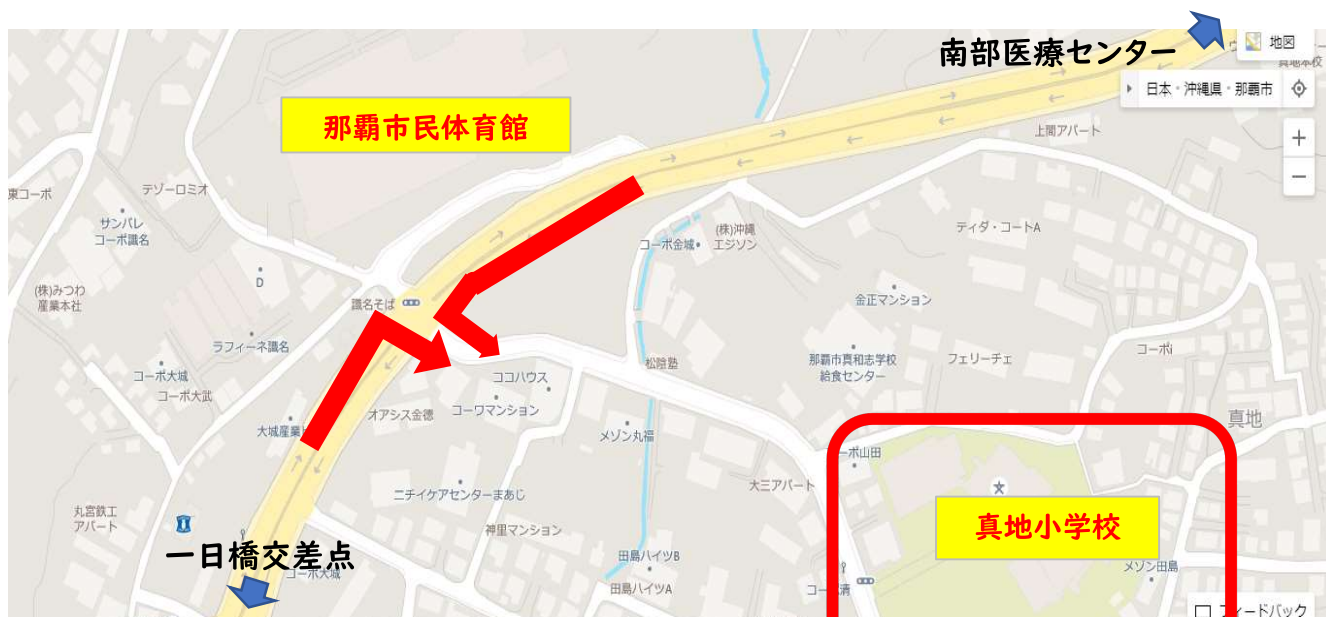 南部医療センター
地図
真地本校
日本・沖縄県・那覇市
那覇市民体育館
上間アパート
東コーポ
テゾーロミオ
サンパレ
コーポ識名
ティダ・コートA
(株)沖縄
エジソン
コーポ金城
D
(株)みつわ
産業本社
識名そば
金正マンション
ラフィーネ識名
コーポ大城
コーポ大武
ココハウス
松陰塾
那覇市真和志学校
給食センター
フェリーチェ
コーポi
オアシス金徳
コーワマンション
大城産業
メゾン丸福
真地
ーポ山田
大三アパート
ニチイケアセンターまあじ
丸宮鉄工
アパート
神里マンション
真地小学校
一日橋交差点
コーポ大城
田島ハイツB
田島ハイツA
メゾン田島
フィードバック